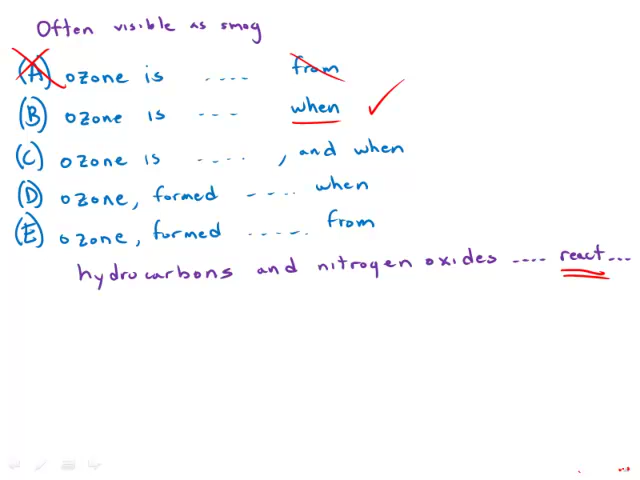 Often visible as smog
(A) ozone is .... from
(B) ozone is ... when
(C) ozone is ....., and when
(D) ozone, formed .... when
(E) ozone, formed ..... from
hydrocarbons and nitrogen oxides .... react...